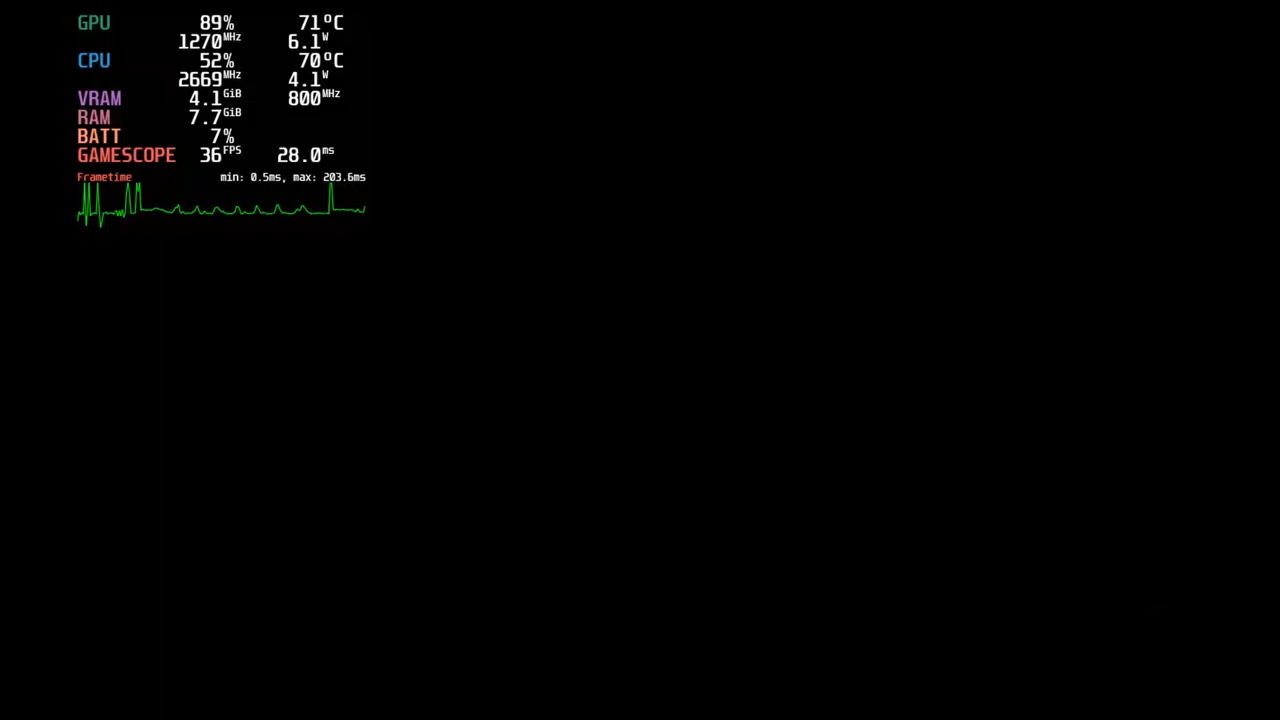 GPU 89% 71°C
1270MHz 6.1W
CPU 52% 70°C
2669MHz 4.1W
VRAM 4.1GiB 800MHz
RAM 7.7GiB
BATT 7%
GAMESCOPE 36FPS 28.0ms
Frametime min: 0.5ms, max: 203.6ms